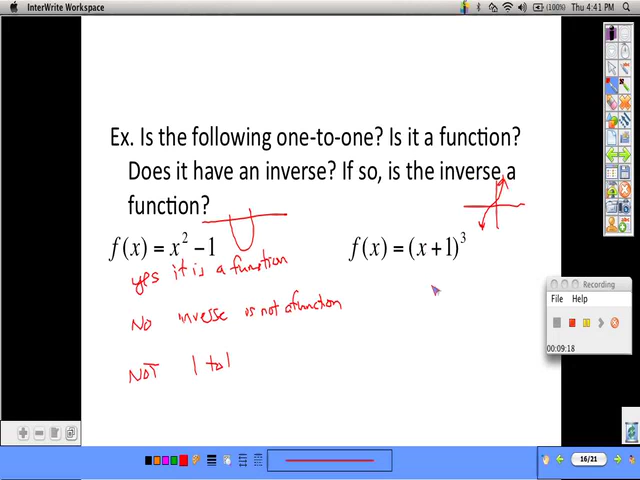 InterWrite Workspace
(100%) Thu 4:41 PM
Ex. Is the following one-to-one? Is it a function?
Does it have an inverse? If so, is the inverse a
function?
f(x) = x² − 1
f(x) = (x + 1)³
yes it is a function
No inverse is not a function
NOT 1 to 1
Recording
File Help
00:09:18
16/21